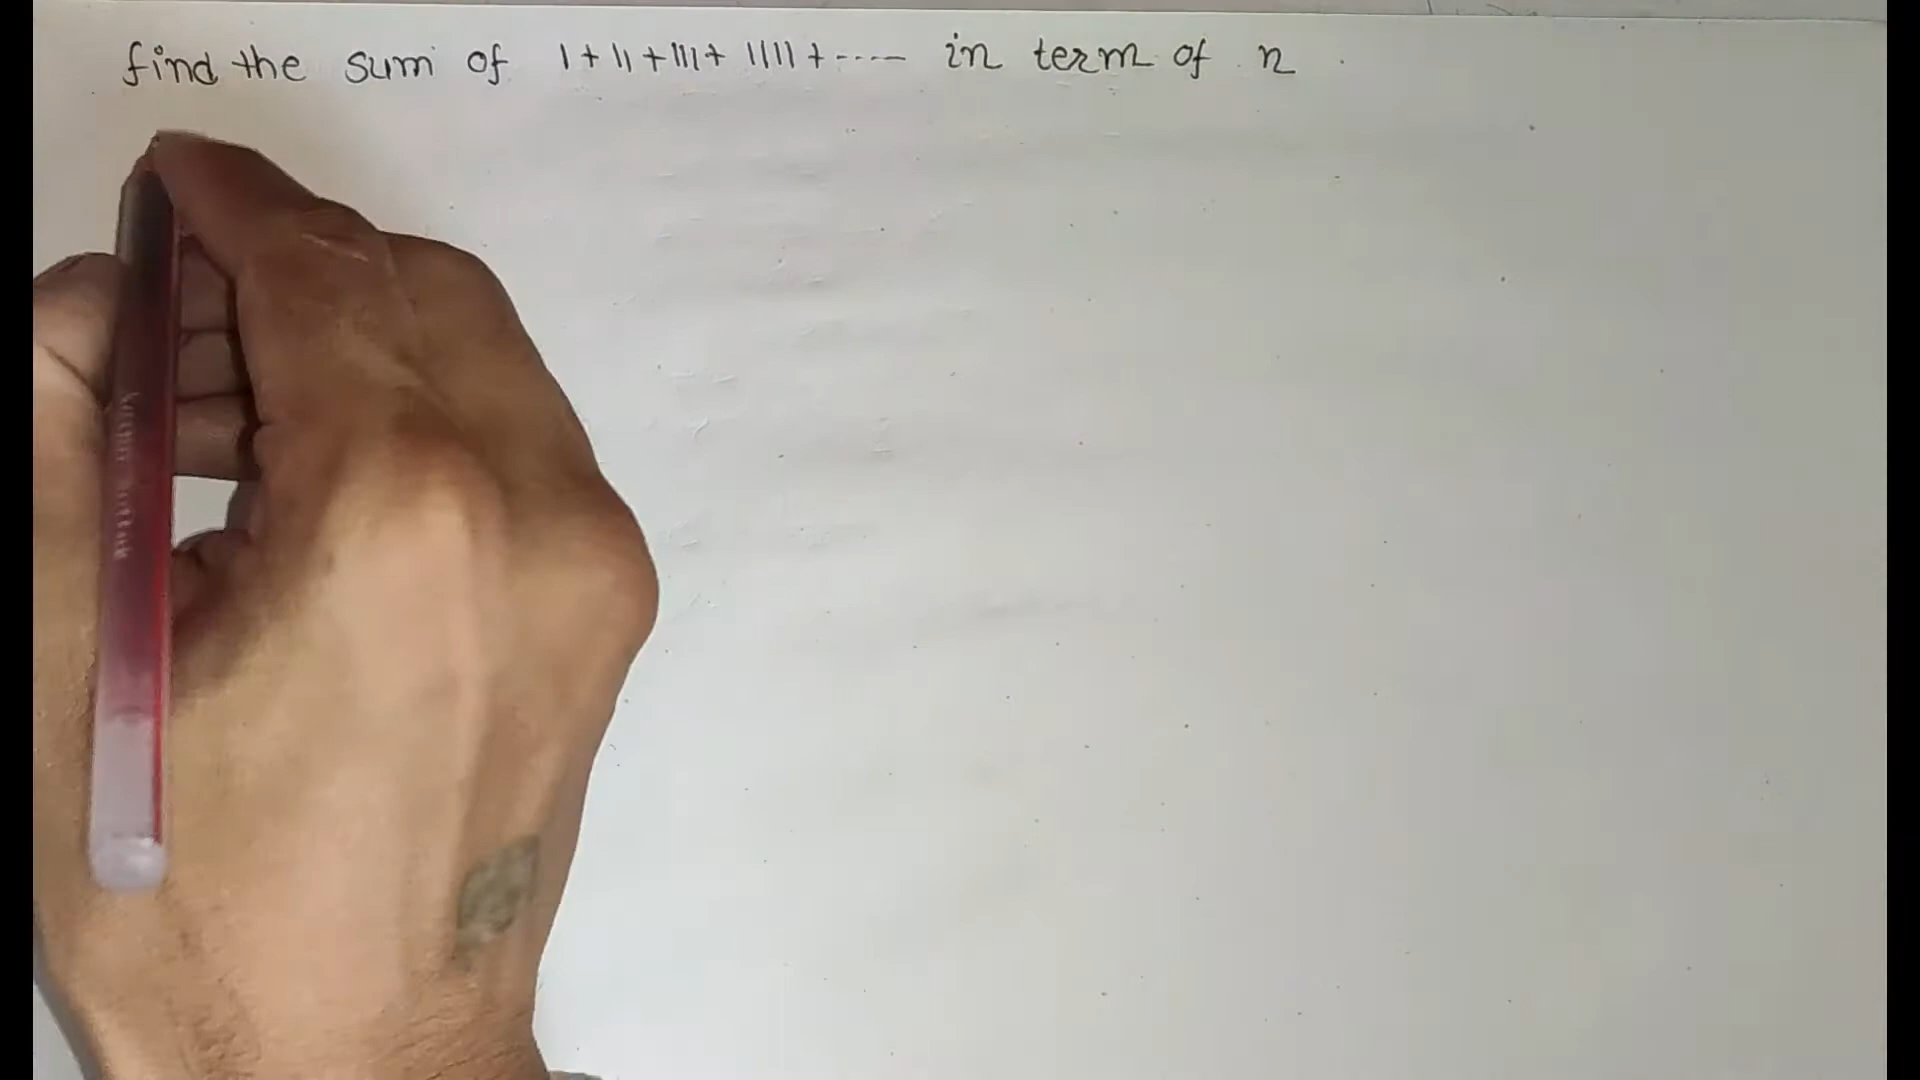 find the sum of 1 + 11 + 111 + 1111 + ---- in term of n